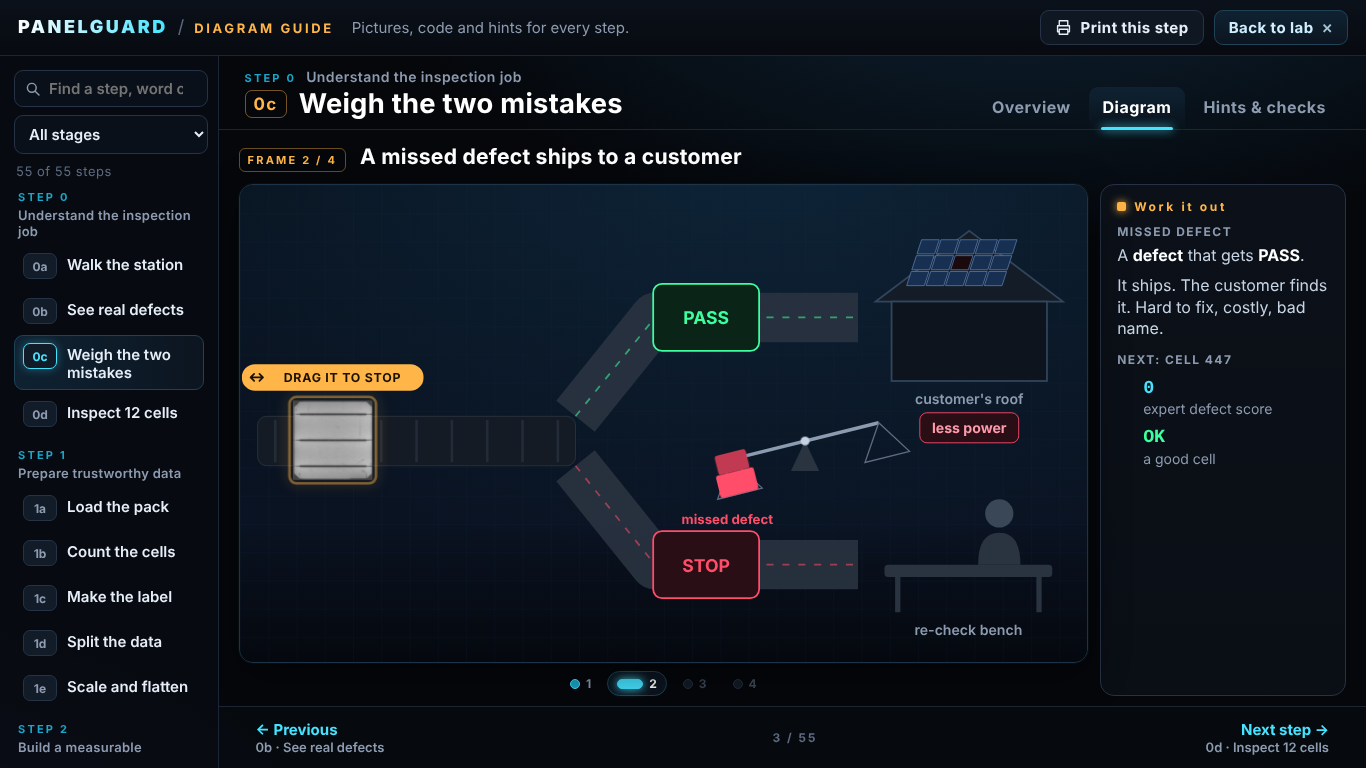 PANELGUARD / DIAGRAM GUIDE Pictures, code and hints for every step.
Print this step
Back to lab ×
Find a step, word c
All stages
55 of 55 steps
STEP 0
Understand the inspection
job
0a Walk the station
0b See real defects
0c Weigh the two
mistakes
0d Inspect 12 cells
STEP 1
Prepare trustworthy data
1a Load the pack
1b Count the cells
1c Make the label
1d Split the data
1e Scale and flatten
STEP 2
Build a measurable
STEP 0 Understand the inspection job
0c Weigh the two mistakes
Overview
Diagram
Hints & checks
FRAME 2 / 4 A missed defect ships to a customer
DRAG IT TO STOP
PASS
customer's roof
less power
missed defect
STOP
re-check bench
1 2 3 4
Work it out
MISSED DEFECT
A defect that gets PASS.
It ships. The customer finds
it. Hard to fix, costly, bad
name.
NEXT: CELL 447
0
expert defect score
OK
a good cell
← Previous
0b · See real defects
3 / 55
Next step →
0d · Inspect 12 cells